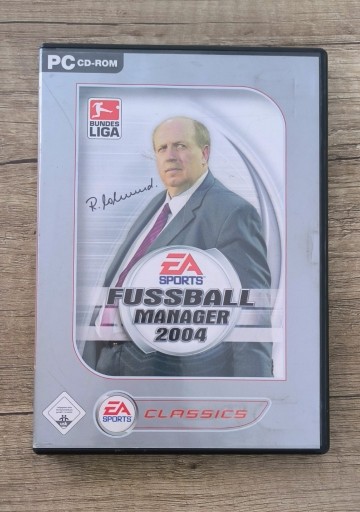 PC CD-ROM
BUNDES
LIGA
EA
SPORTS
FUSSBALL
MANAGER
2004
EA
SPORTS
CLASSICS